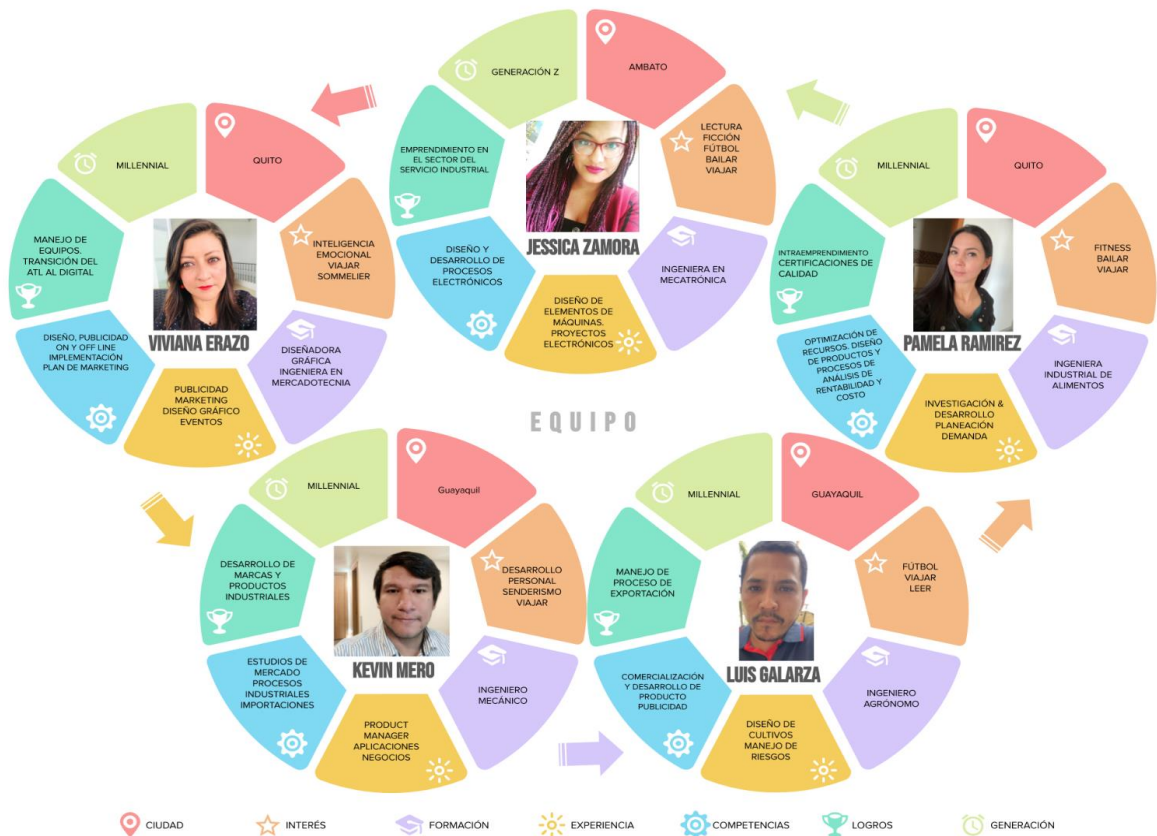 GENERACIÓN Z
AMBATO
LECTURA
FICCIÓN
FÚTBOL
BAILAR
VIAJAR
INGENIERA EN
MECATRÓNICA
DISEÑO DE
ELEMENTOS DE
MÁQUINAS.
PROYECTOS
ELECTRÓNICOS
DISEÑO Y
DESARROLLO DE
PROCESOS
ELECTRÓNICOS
EMPRENDIMIENTO EN
EL SECTOR DEL
SERVICIO INDUSTRIAL
JESSICA ZAMORA
MILLENNIAL
QUITO
INTELIGENCIA
EMOCIONAL
VIAJAR
SOMMELIER
DISEÑADORA
GRÁFICA
INGENIERA EN
MERCADOTECNIA
PUBLICIDAD
MARKETING
DISEÑO GRÁFICO
EVENTOS
DISEÑO, PUBLICIDAD
ON Y OFF LINE
IMPLEMENTACIÓN
PLAN DE MARKETING
MANEJO DE
EQUIPOS.
TRANSICIÓN DEL
ATL AL DIGITAL
VIVIANA ERAZO
MILLENNIAL
QUITO
FITNESS
BAILAR
VIAJAR
INGENIERA
INDUSTRIAL DE
ALIMENTOS
INVESTIGACIÓN &
DESARROLLO
PLANEACIÓN
DEMANDA
OPTIMIZACIÓN DE
RECURSOS. DISEÑO
DE PRODUCTOS Y
PROCESOS DE
ANÁLISIS DE
RENTABILIDAD Y
COSTO
INTRAEMPRENDIMIENTO
CERTIFICACIONES DE
CALIDAD
PAMELA RAMIREZ
EQUIPO
MILLENNIAL
Guayaquil
DESARROLLO
PERSONAL
SENDERISMO
VIAJAR
INGENIERO
MECÁNICO
PRODUCT
MANAGER
APLICACIONES
NEGOCIOS
ESTUDIOS DE
MERCADO
PROCESOS
INDUSTRIALES
IMPORTACIONES
DESARROLLO DE
MARCAS Y
PRODUCTOS
INDUSTRIALES
KEVIN MERO
MILLENNIAL
GUAYAQUIL
FÚTBOL
VIAJAR
LEER
INGENIERO
AGRÓNOMO
DISEÑO DE
CULTIVOS
MANEJO DE
RIESGOS
COMERCIALIZACIÓN
Y DESARROLLO DE
PRODUCTO
PUBLICIDAD
MANEJO DE
PROCESO DE
EXPORTACIÓN
LUIS GALARZA
CIUDAD
INTERÉS
FORMACIÓN
EXPERIENCIA
COMPETENCIAS
LOGROS
GENERACIÓN